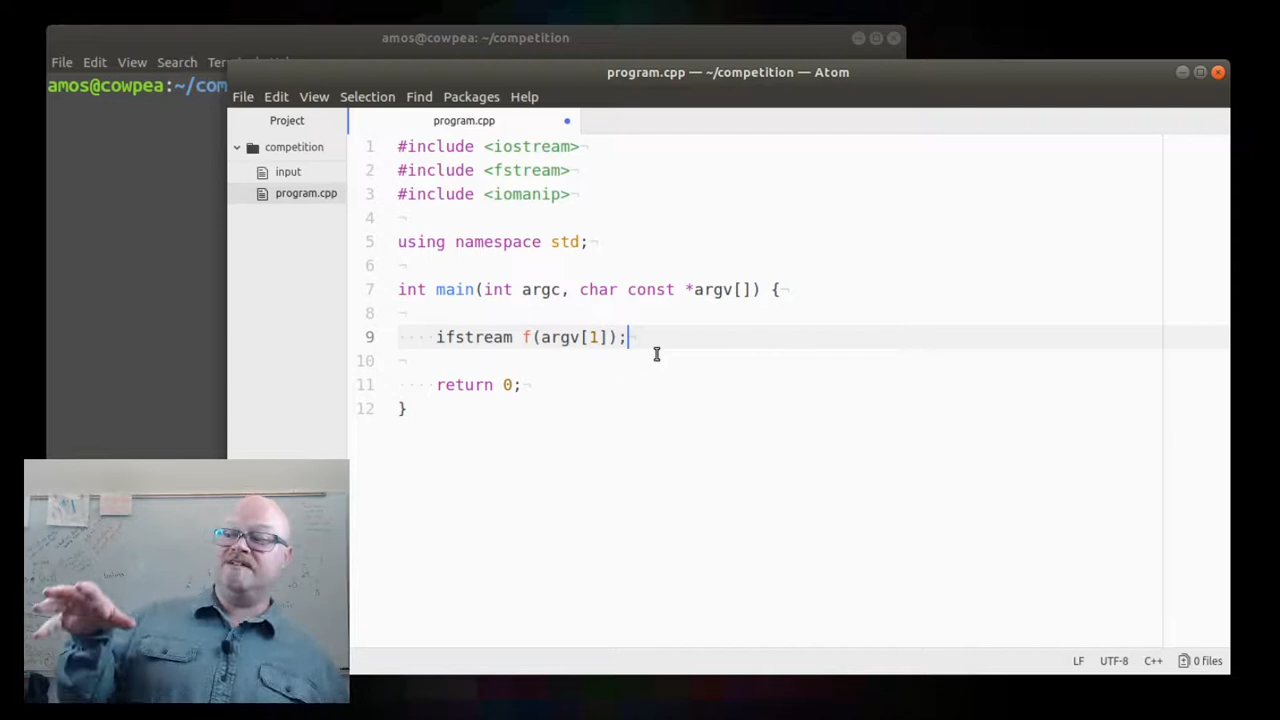 amos@cowpea: ~/competition
File Edit View Search Ter
amos@cowpea:~/com
program.cpp — ~/competition — Atom
File Edit View Selection Find Packages Help
Project
competition
input
program.cpp
program.cpp
1 #include <iostream>¬
2 #include <fstream>¬
3 #include <iomanip>¬
4 ¬
5 using namespace std;¬
6 ¬
7 int main(int argc, char const *argv[]) {¬
8 ¬
9 ····ifstream f(argv[1]);¬
10 ¬
11 ····return 0;¬
12 }
LF UTF-8 C++ 0 files